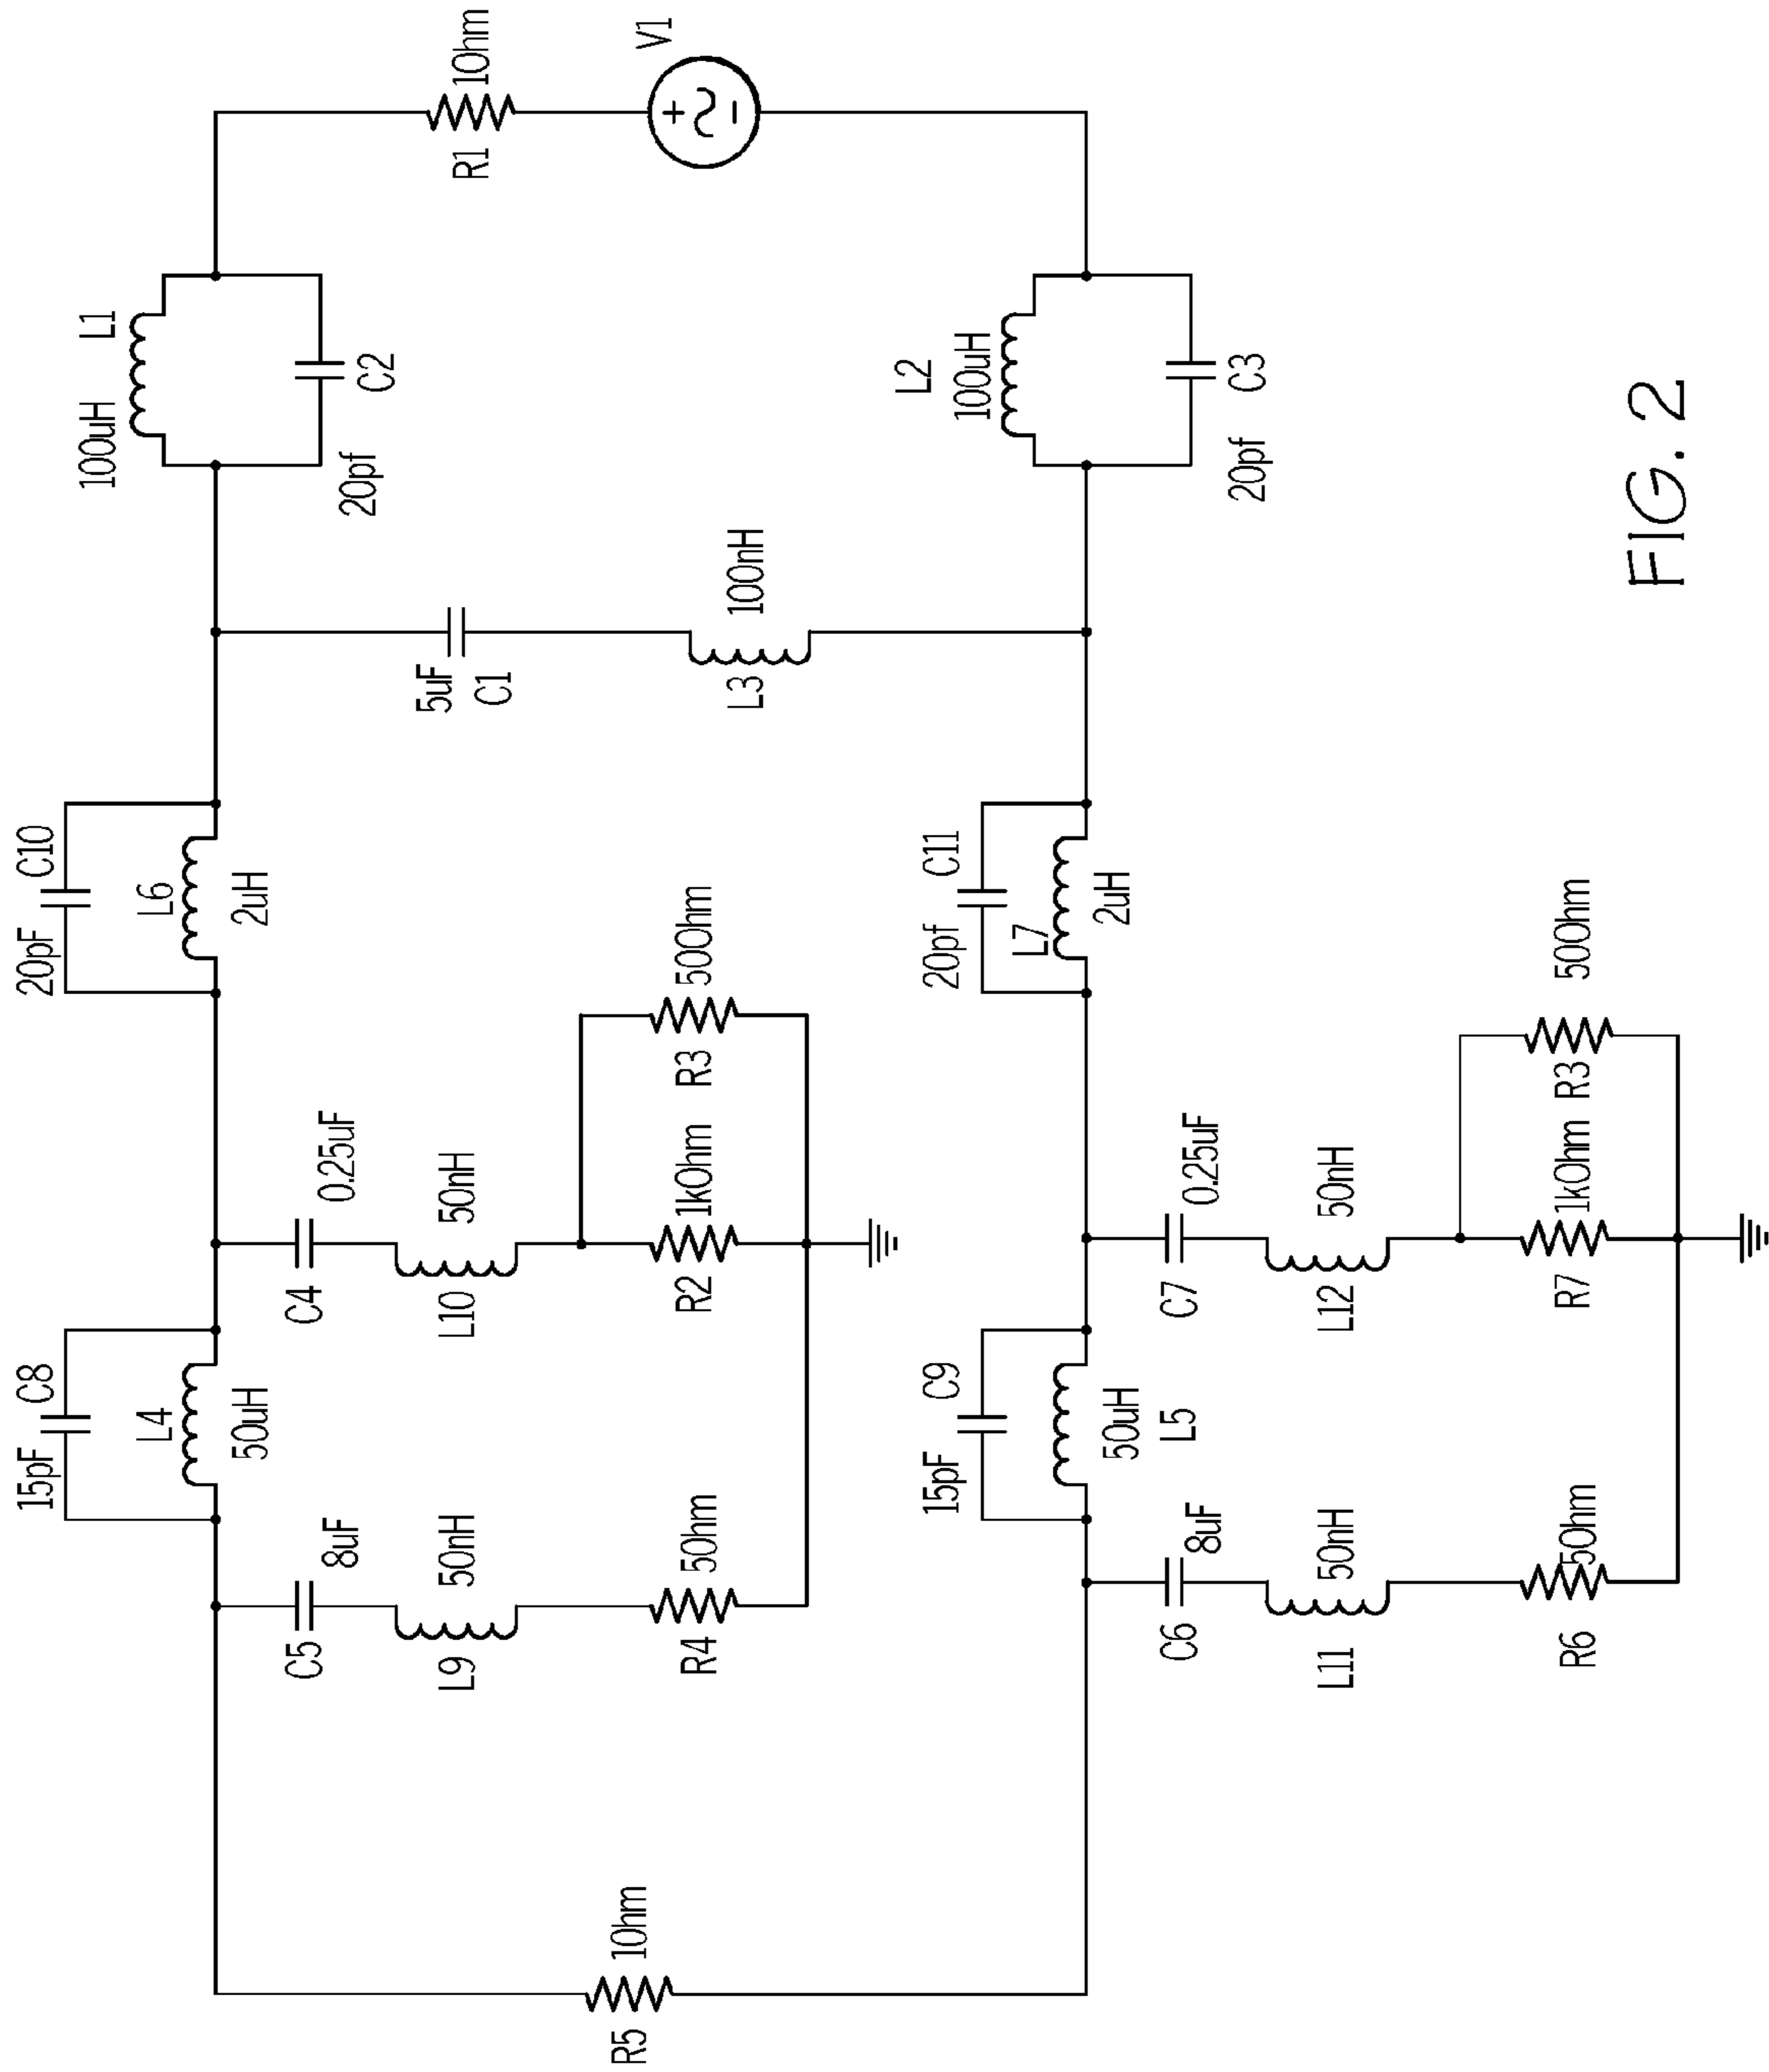 15pF
C8
20pF
C10
100uH
L1
L4
L6
50uH
2uH
C5
8uF
C4
0.25uF
20pf
C2
L9
50nH
L10
50nH
5uF
C1
R1
1Ohm
R5
1Ohm
R4
5Ohm
R2
1kOhm
R3
50Ohm
V1
L3
100nH
15pF
C9
20pf
C11
L2
100uH
L7
50uH
2uH
L5
C6
8uF
C7
0.25uF
20pf
C3
L11
50nH
L12
50nH
R6
5Ohm
R7
1kOhm
R3
50Ohm
FIG. 2